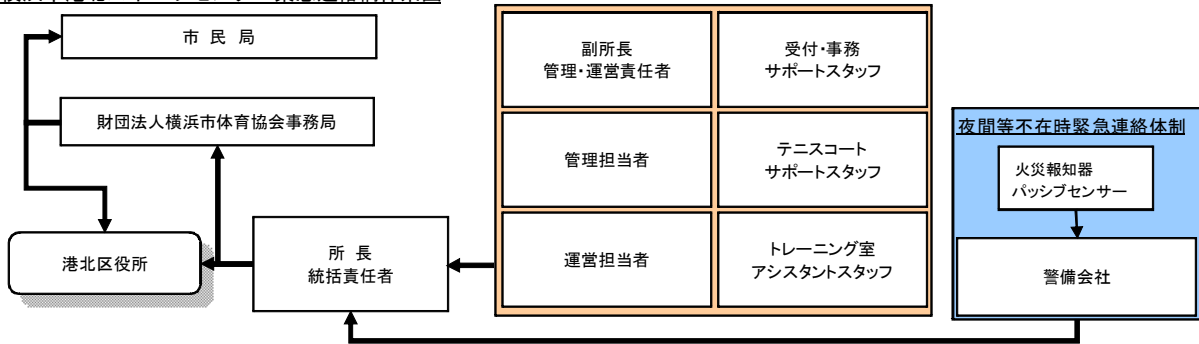 市 民 局
財団法人横浜市体育協会事務局
港北区役所
所 長
統括責任者
副所長
管理・運営責任者
受付・事務
サポートスタッフ
管理担当者
テニスコート
サポートスタッフ
運営担当者
トレーニング室
アシスタントスタッフ
夜間等不在時緊急連絡体制
火災報知器
パッシブセンサー
警備会社